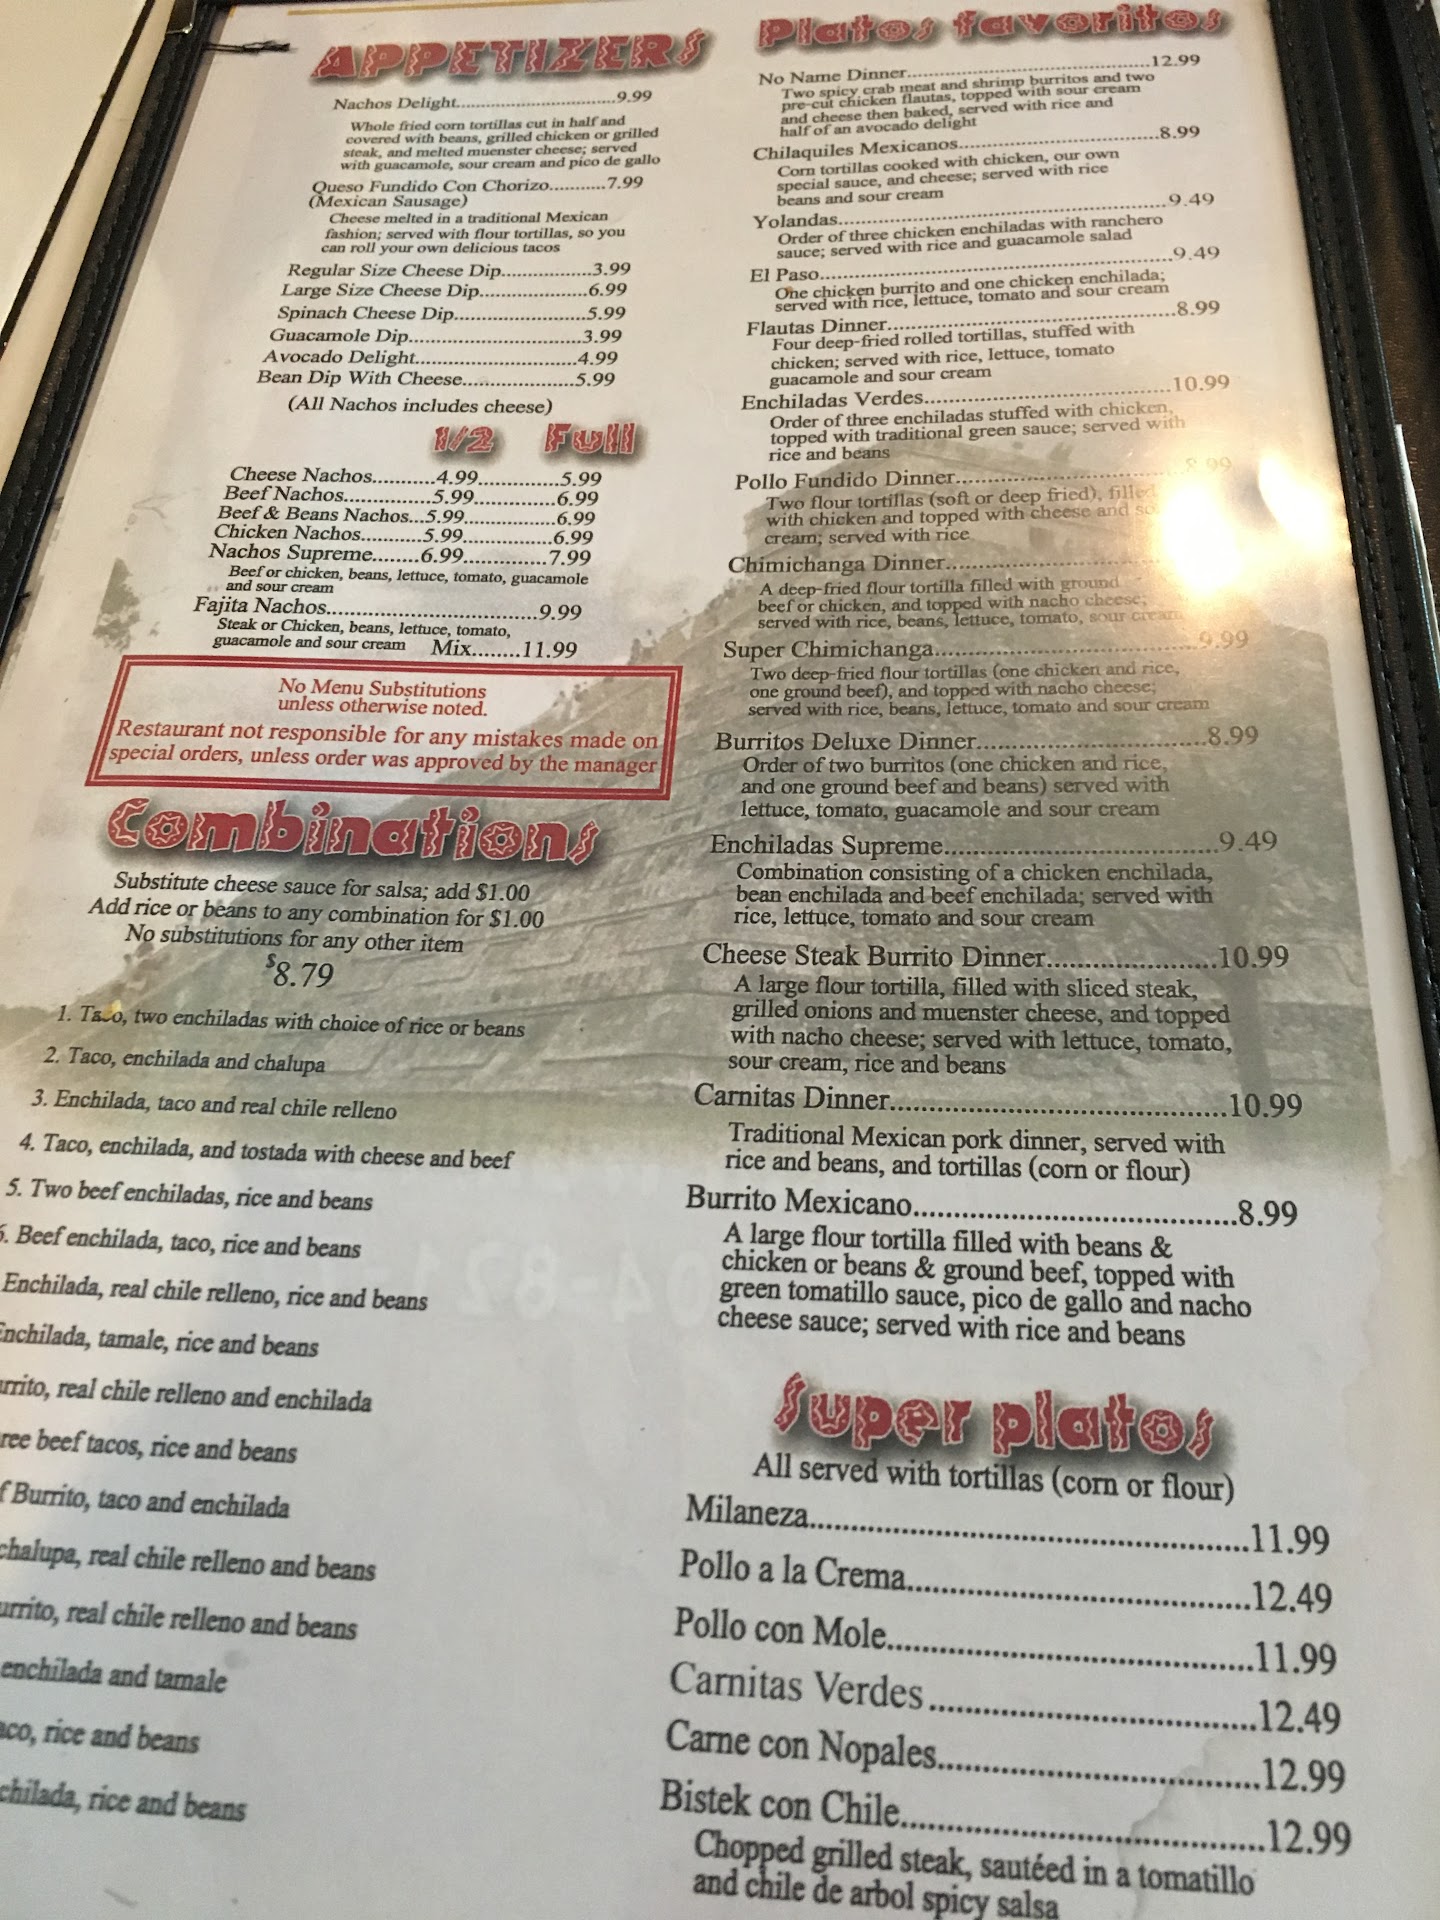 APPETIZERS
Nachos Delight.................................9.99
Whole fried corn tortillas cut in half and
covered with beans, grilled chicken or grilled
steak, and melted muenster cheese; served
with guacamole, sour cream and pico de gallo
Queso Fundido Con Chorizo...........7.99
(Mexican Sausage)
Cheese melted in a traditional Mexican
fashion; served with flour tortillas, so you
can roll your own delicious tacos
Regular Size Cheese Dip..................3.99
Large Size Cheese Dip.....................6.99
Spinach Cheese Dip.........................5.99
Guacamole Dip.................................3.99
Avocado Delight...............................4.99
Bean Dip With Cheese.....................5.99
(All Nachos includes cheese)
1/2 Full
Cheese Nachos...........4.99...............5.99
Beef Nachos...............5.99...............6.99
Beef & Beans Nachos...5.99................6.99
Chicken Nachos..........5.99................6.99
Nachos Supreme........6.99...............7.99
Beef or chicken, beans, lettuce, tomato, guacamole
and sour cream
Fajita Nachos.....................................9.99
Steak or Chicken, beans, lettuce, tomato,
guacamole and sour cream Mix........11.99
No Menu Substitutions
unless otherwise noted.
Restaurant not responsible for any mistakes made on
special orders, unless order was approved by the manager
Combinations
Substitute cheese sauce for salsa; add $1.00
Add rice or beans to any combination for $1.00
No substitutions for any other item
$8.79
1. Taco, two enchiladas with choice of rice or beans
2. Taco, enchilada and chalupa
3. Enchilada, taco and real chile relleno
4. Taco, enchilada, and tostada with cheese and beef
5. Two beef enchiladas, rice and beans
6. Beef enchilada, taco, rice and beans
Enchilada, real chile relleno, rice and beans
Enchilada, tamale, rice and beans
real chile relleno and enchilada
beef tacos, rice and beans
Burrito, taco and enchilada
chalupa, real chile relleno and beans
real chile relleno and beans
enchilada and tamale
rice and beans
rice and beans
Platos favoritos
No Name Dinner.......................................12.99
Two spicy crab meat and shrimp burritos and two
pre-cut chicken flautas, topped with sour cream
and cheese then baked, served with rice and
half of an avocado delight
Chilaquiles Mexicanos................................8.99
Corn tortillas cooked with chicken, our own
special sauce, and cheese; served with rice
beans and sour cream
Yolandas....................................................9.49
Order of three chicken enchiladas with ranchero
sauce; served with rice and guacamole salad
El Paso.......................................................9.49
One chicken burrito and one chicken enchilada;
served with rice, lettuce, tomato and sour cream
Flautas Dinner............................................8.99
Four deep-fried rolled tortillas, stuffed with
chicken; served with rice, lettuce, tomato
guacamole and sour cream
Enchiladas Verdes.....................................10.99
Order of three enchiladas stuffed with chicken,
topped with traditional green sauce; served with
rice and beans
Pollo Fundido Dinner..................................8.99
Two flour tortillas (soft or deep fried), filled
with chicken and topped with cheese and
cream; served with rice
Chimichanga Dinner....................................
A deep-fried flour tortilla filled with ground
beef or chicken, and topped with nacho cheese;
served with rice, beans, lettuce, tomato, sour cream
Super Chimichanga.....................................9.99
Two deep-fried flour tortillas (one chicken and rice,
one ground beef), and topped with nacho cheese;
served with rice, beans, lettuce, tomato and sour cream
Burritos Deluxe Dinner................................8.99
Order of two burritos (one chicken and rice,
and one ground beef and beans) served with
lettuce, tomato, guacamole and sour cream
Enchiladas Supreme.....................................9.49
Combination consisting of a chicken enchilada,
bean enchilada and beef enchilada; served with
rice, lettuce, tomato and sour cream
Cheese Steak Burrito Dinner......................10.99
A large flour tortilla, filled with sliced steak,
grilled onions and muenster cheese, and topped
with nacho cheese; served with lettuce, tomato,
sour cream, rice and beans
Carnitas Dinner...........................................10.99
Traditional Mexican pork dinner, served with
rice and beans, and tortillas (corn or flour)
Burrito Mexicano.........................................8.99
A large flour tortilla filled with beans &
chicken or beans & ground beef, topped with
green tomatillo sauce, pico de gallo and nacho
cheese sauce; served with rice and beans
Super platos
All served with tortillas (corn or flour)
Milaneza...............................................11.99
Pollo a la Crema.....................................12.49
Pollo con Mole.......................................11.99
Carnitas Verdes.....................................12.49
Carne con Nopales.................................12.99
Bistek con Chile.....................................12.99
Chopped grilled steak, sautéed in a tomatillo
and chile de arbol spicy salsa